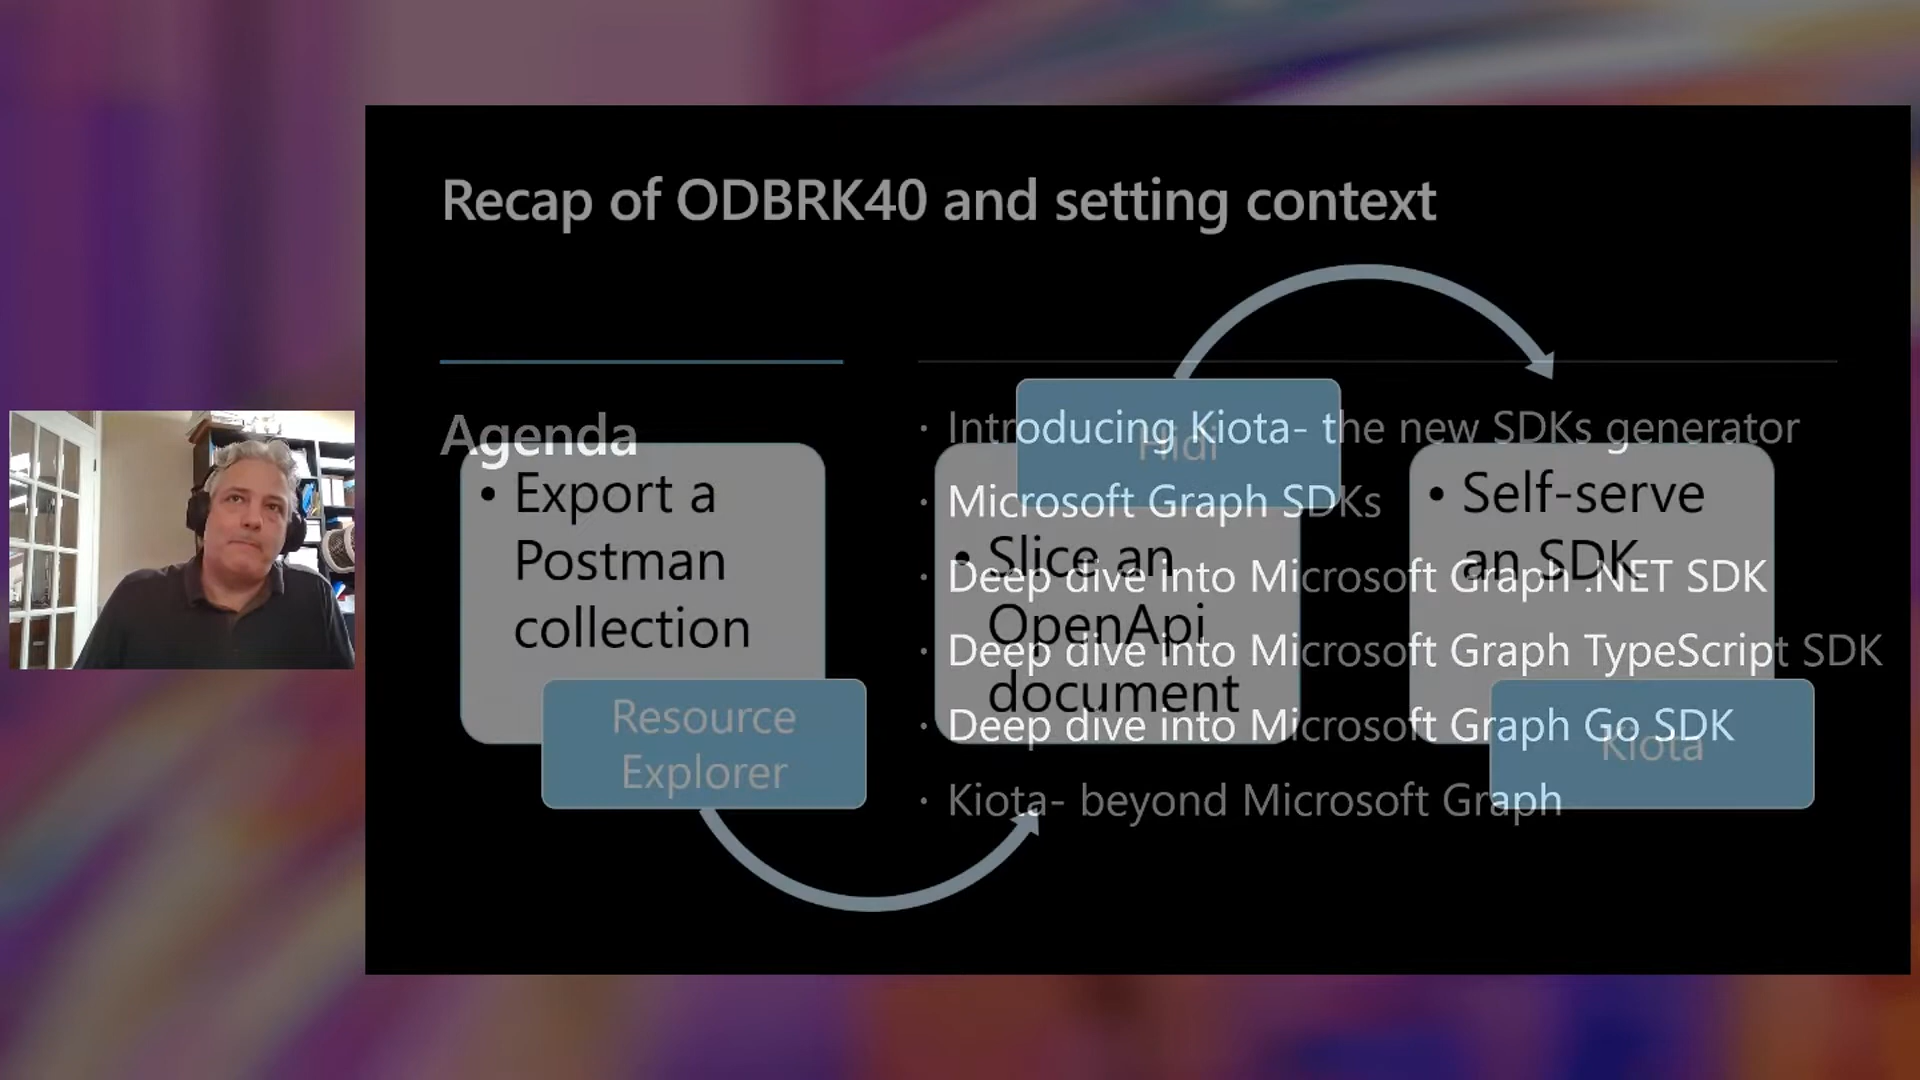 Recap of ODBRK40 and setting context
Agenda
• Export a
Postman
collection
Resource
Explorer
Hidi
• Slice an
OpenApi
document
• Self-serve
an SDK
Kiota
· Introducing Kiota- the new SDKs generator
· Microsoft Graph SDKs
· Deep dive into Microsoft Graph .NET SDK
· Deep dive into Microsoft Graph TypeScript SDK
· Deep dive into Microsoft Graph Go SDK
· Kiota- beyond Microsoft Graph